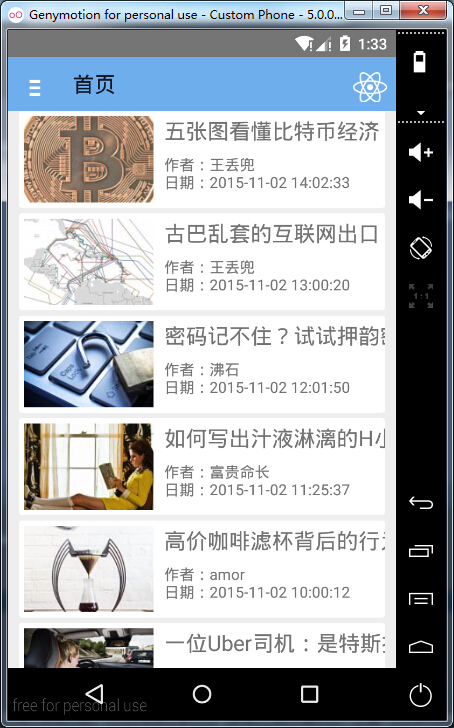 Genymotion for personal use - Custom Phone - 5.0.0...
1:33
首页
五张图看懂比特币经济
作者：王丢兜
日期：2015-11-02 14:02:33
古巴乱套的互联网出口
作者：王丢兜
日期：2015-11-02 13:00:20
密码记不住？试试押韵密
作者：沸石
日期：2015-11-02 12:01:50
如何写出汁液淋漓的H小
作者：富贵命长
日期：2015-11-02 11:25:37
高价咖啡滤杯背后的行为
作者：amor
日期：2015-11-02 10:00:12
一位Uber司机：是特斯拉
1:1
free for personal use